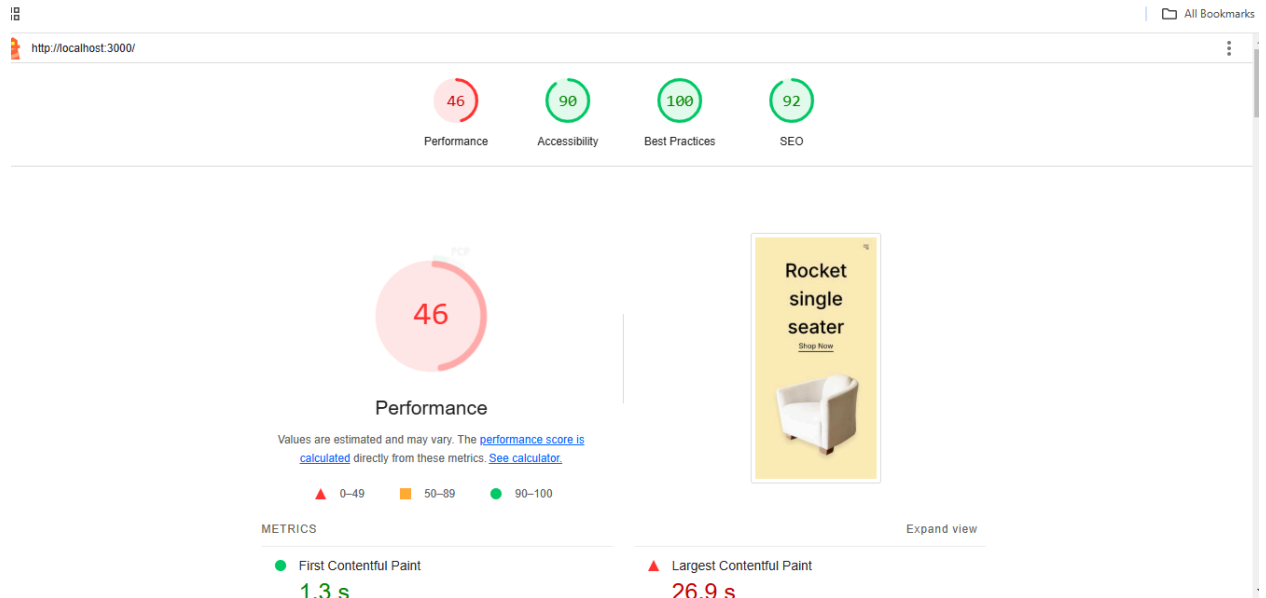 All Bookmarks
http://localhost:3000/
46
90
100
92
Performance
Accessibility
Best Practices
SEO
FCP
46
Performance
Values are estimated and may vary. The performance score is
calculated directly from these metrics. See calculator.
0–49
50–89
90–100
Rocket
single
seater
Shop Now
METRICS
Expand view
First Contentful Paint
1.3 s
Largest Contentful Paint
26.9 s